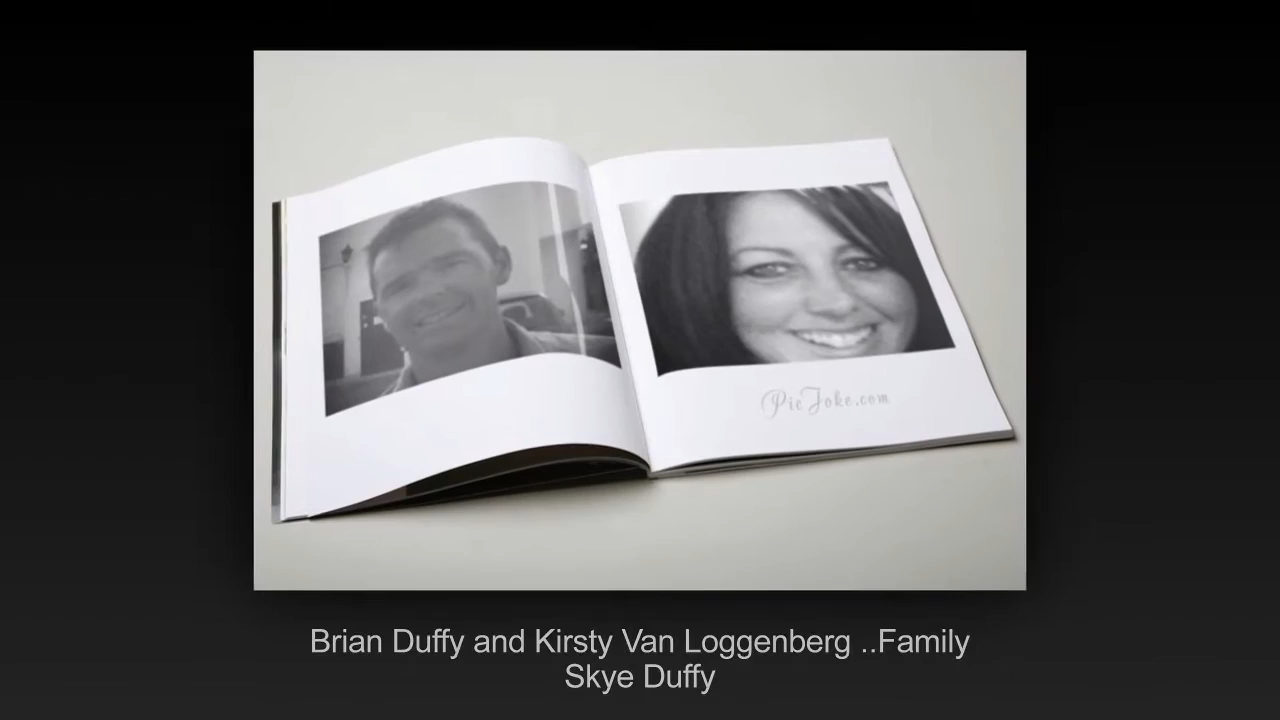 PicJoke.com
Brian Duffy and Kirsty Van Loggenberg ..Family
Skye Duffy